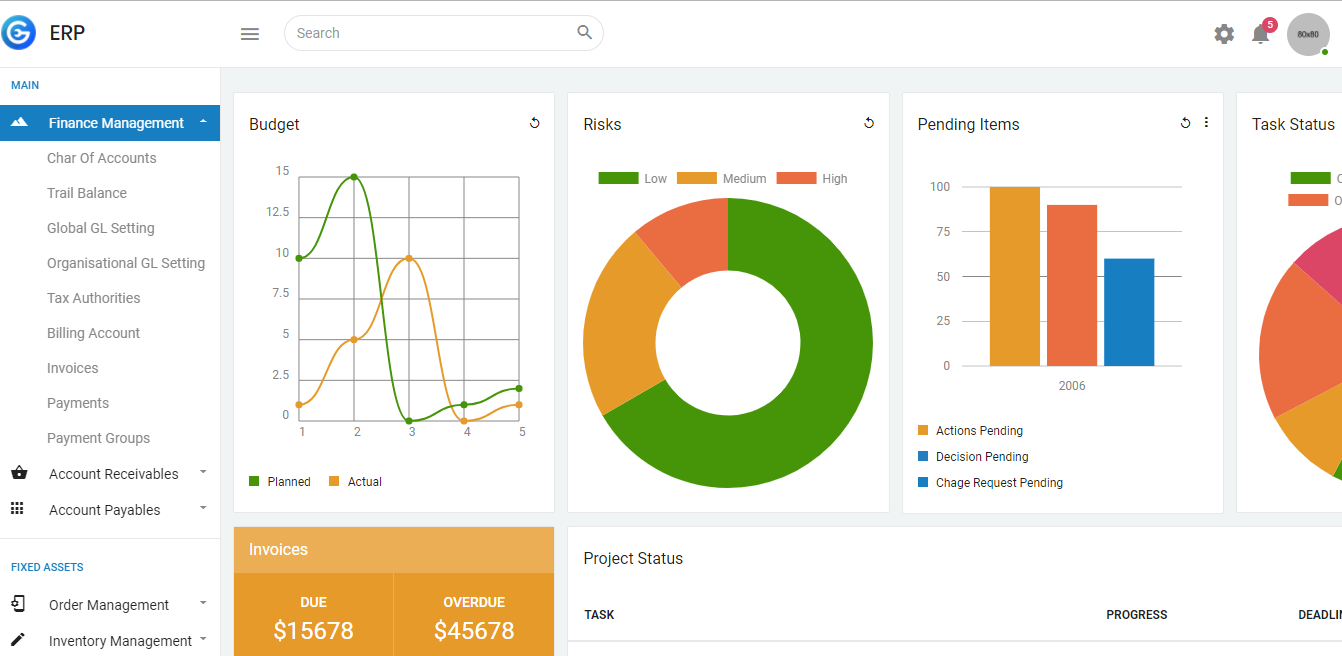 ERP
Search
5
80x80
MAIN
Finance Management
Char Of Accounts
Trail Balance
Global GL Setting
Organisational GL Setting
Tax Authorities
Billing Account
Invoices
Payments
Payment Groups
Account Receivables
Account Payables
FIXED ASSETS
Order Management
Inventory Management
Budget
15
12.5
10
7.5
5
2.5
0
1 2 3 4 5
Planned Actual
Risks
Low Medium High
Pending Items
100
75
50
25
0
2006
Actions Pending
Decision Pending
Chage Request Pending
Task Status
Invoices
DUE OVERDUE
$15678 $45678
Project Status
TASK PROGRESS